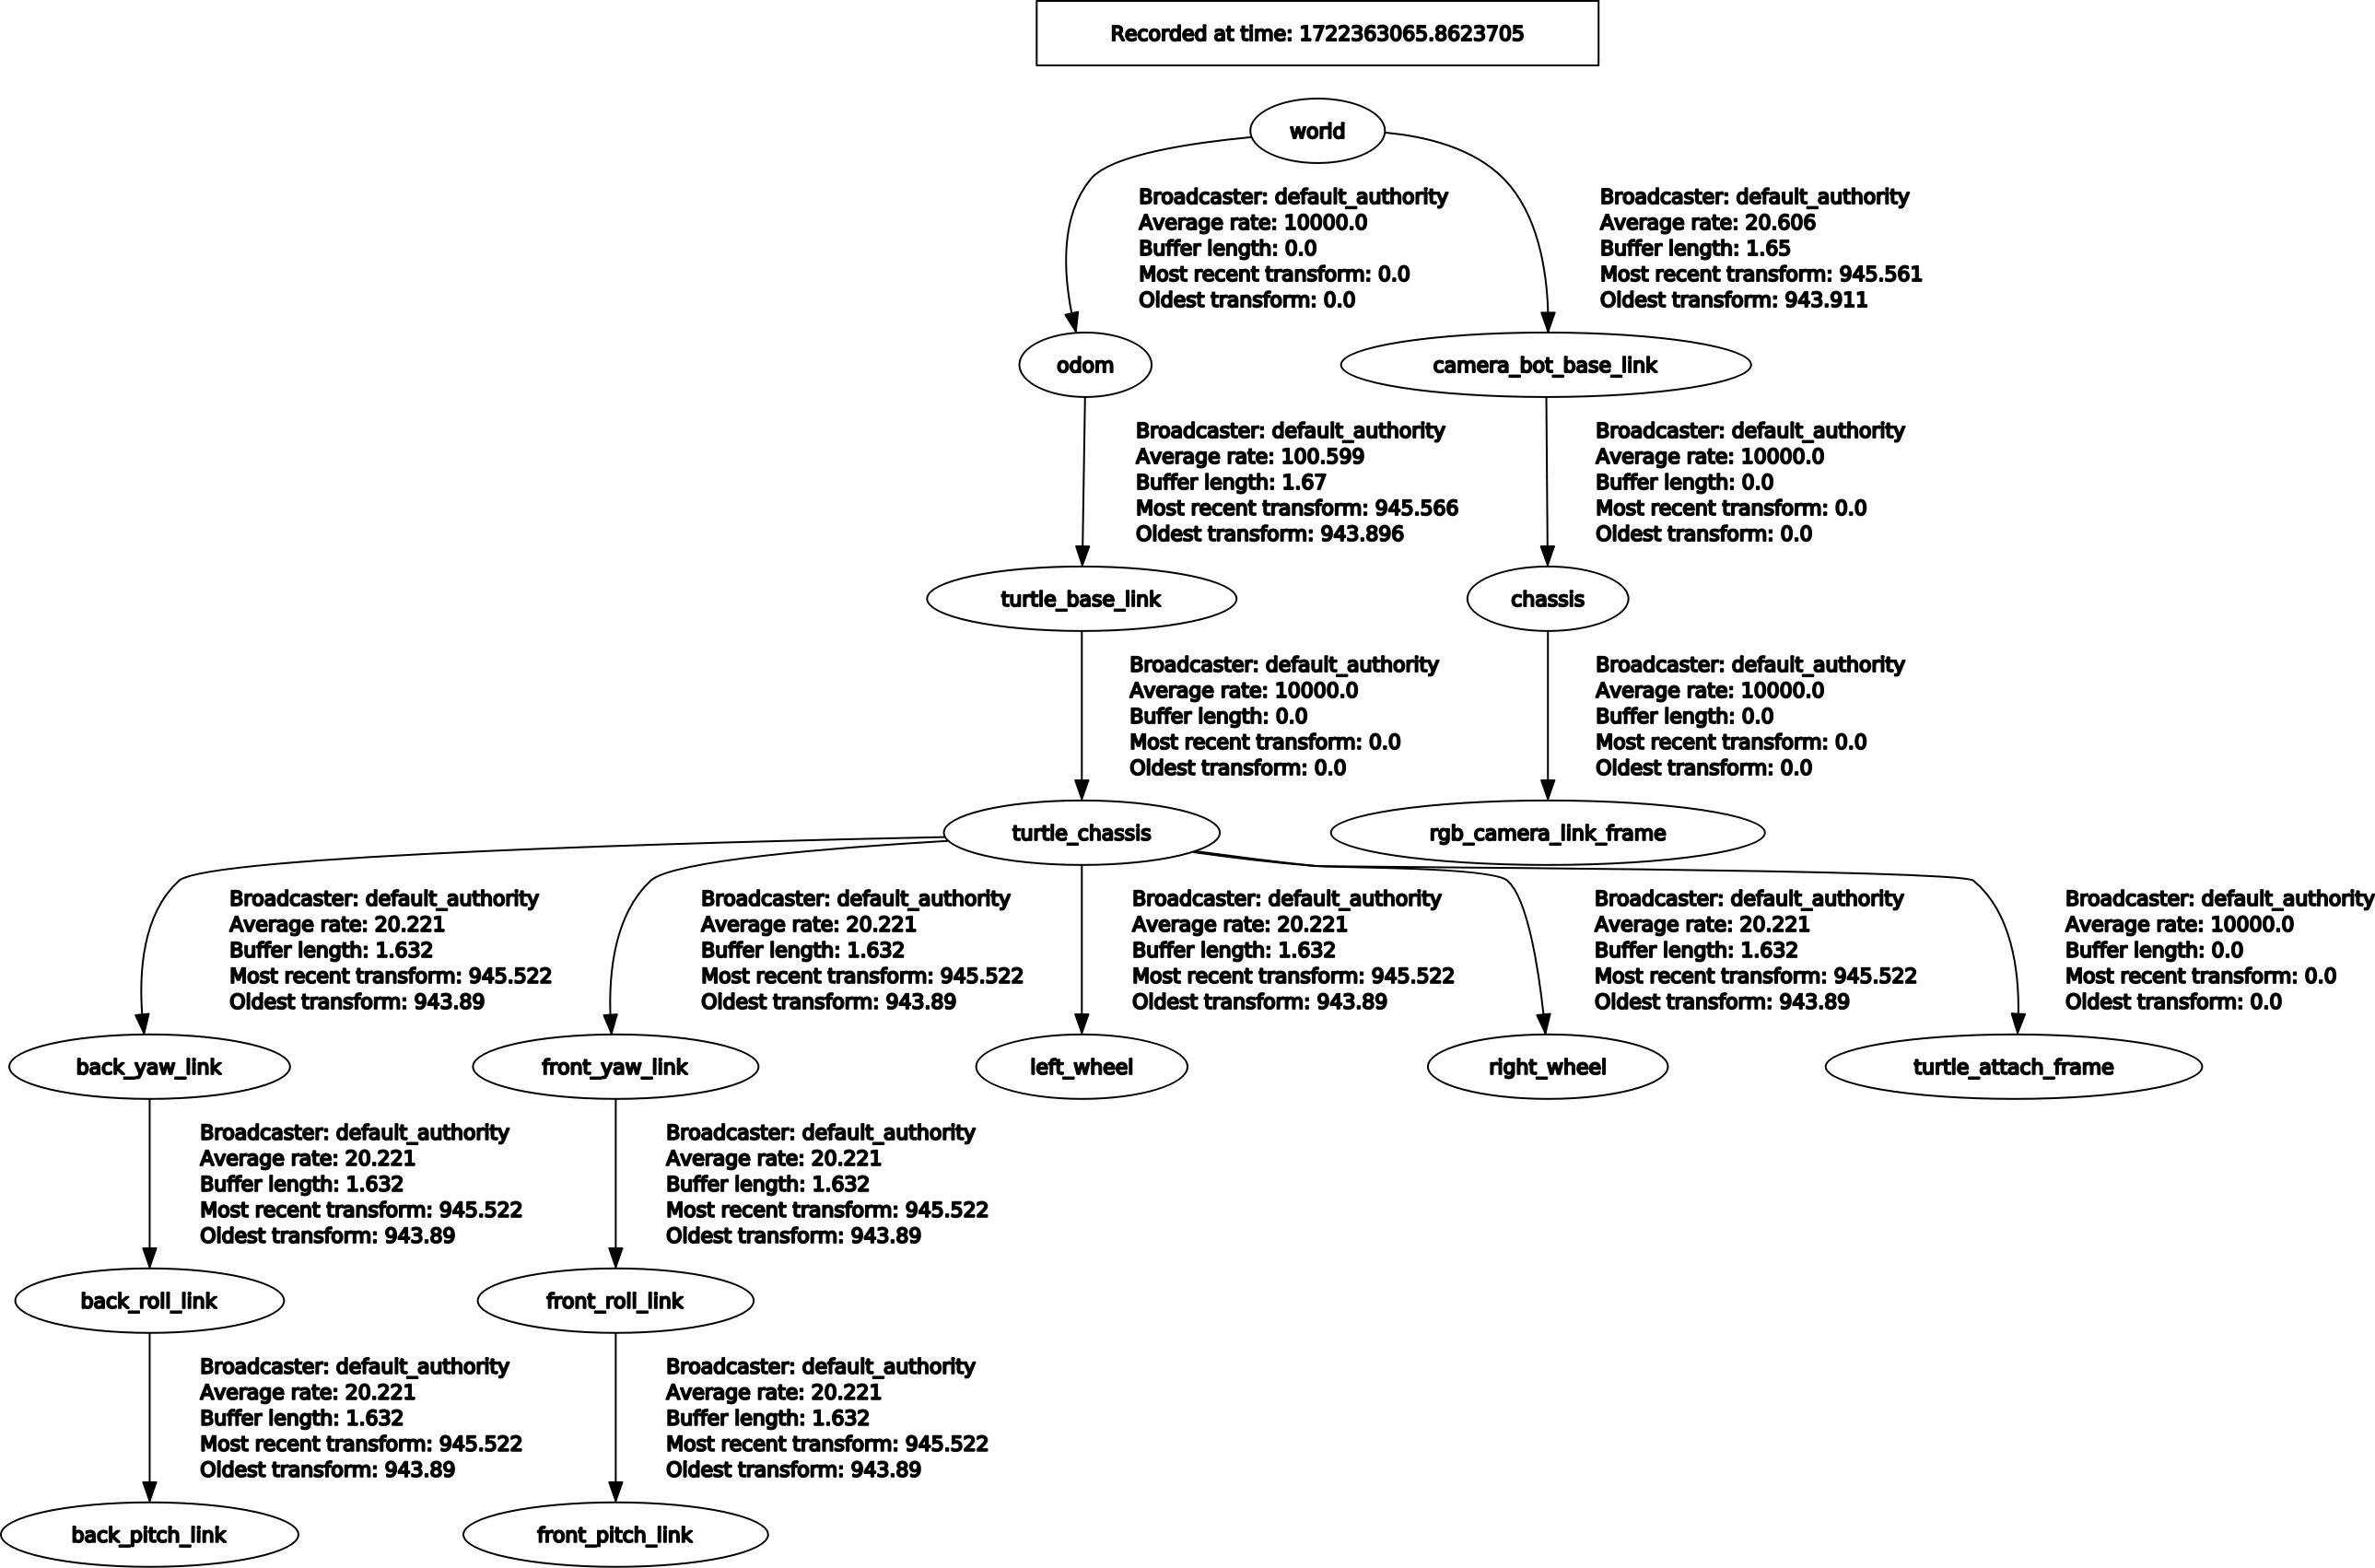 Recorded at time: 1722363065.8623705
world
Broadcaster: default_authority
Average rate: 10000.0
Buffer length: 0.0
Most recent transform: 0.0
Oldest transform: 0.0
Broadcaster: default_authority
Average rate: 20.606
Buffer length: 1.65
Most recent transform: 945.561
Oldest transform: 943.911
odom
camera_bot_base_link
Broadcaster: default_authority
Average rate: 100.599
Buffer length: 1.67
Most recent transform: 945.566
Oldest transform: 943.896
Broadcaster: default_authority
Average rate: 10000.0
Buffer length: 0.0
Most recent transform: 0.0
Oldest transform: 0.0
turtle_base_link
chassis
Broadcaster: default_authority
Average rate: 10000.0
Buffer length: 0.0
Most recent transform: 0.0
Oldest transform: 0.0
Broadcaster: default_authority
Average rate: 10000.0
Buffer length: 0.0
Most recent transform: 0.0
Oldest transform: 0.0
turtle_chassis
rgb_camera_link_frame
Broadcaster: default_authority
Average rate: 20.221
Buffer length: 1.632
Most recent transform: 945.522
Oldest transform: 943.89
Broadcaster: default_authority
Average rate: 20.221
Buffer length: 1.632
Most recent transform: 945.522
Oldest transform: 943.89
Broadcaster: default_authority
Average rate: 20.221
Buffer length: 1.632
Most recent transform: 945.522
Oldest transform: 943.89
Broadcaster: default_authority
Average rate: 20.221
Buffer length: 1.632
Most recent transform: 945.522
Oldest transform: 943.89
Broadcaster: default_authority
Average rate: 10000.0
Buffer length: 0.0
Most recent transform: 0.0
Oldest transform: 0.0
back_yaw_link
front_yaw_link
left_wheel
right_wheel
turtle_attach_frame
Broadcaster: default_authority
Average rate: 20.221
Buffer length: 1.632
Most recent transform: 945.522
Oldest transform: 943.89
Broadcaster: default_authority
Average rate: 20.221
Buffer length: 1.632
Most recent transform: 945.522
Oldest transform: 943.89
back_roll_link
front_roll_link
Broadcaster: default_authority
Average rate: 20.221
Buffer length: 1.632
Most recent transform: 945.522
Oldest transform: 943.89
Broadcaster: default_authority
Average rate: 20.221
Buffer length: 1.632
Most recent transform: 945.522
Oldest transform: 943.89
back_pitch_link
front_pitch_link